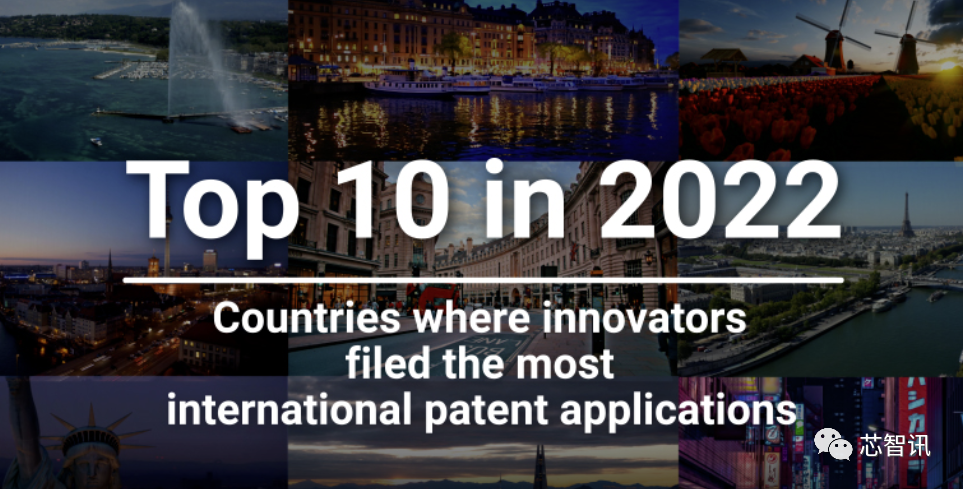 Top 10 in 2022
Countries where innovators
filed the most
international patent applications
芯智讯